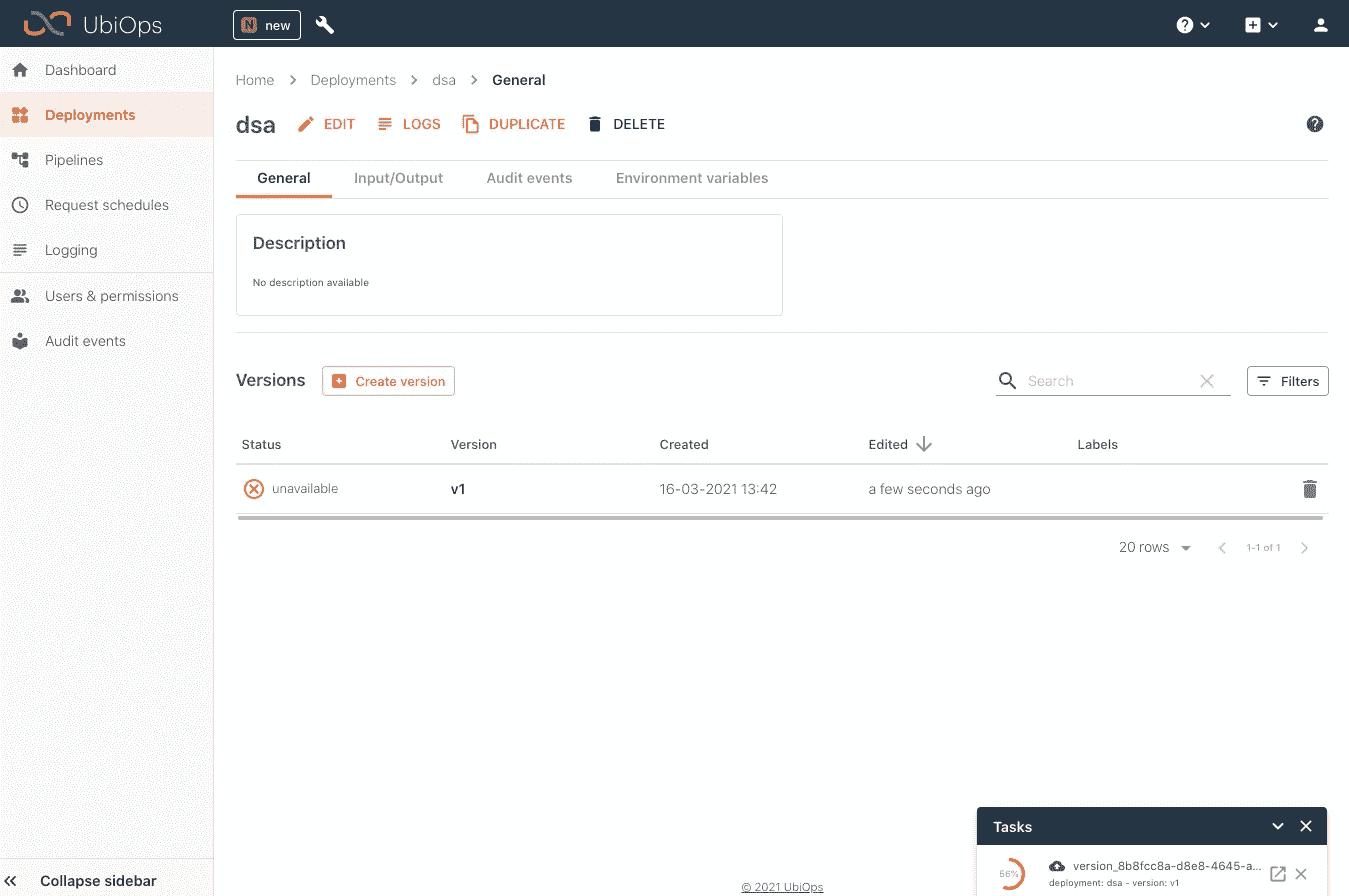 UbiOps
new
Dashboard
Deployments
Pipelines
Request schedules
Logging
Users & permissions
Audit events
Collapse sidebar
Home > Deployments > dsa > General
dsa EDIT LOGS DUPLICATE DELETE
General Input/Output Audit events Environment variables
Description
No description available
Versions Create version Search Filters
Status Version Created Edited Labels
unavailable v1 16-03-2021 13:42 a few seconds ago
20 rows 1-1 of 1
Tasks
56% version_8b8fcc8a-d8e8-4645-a...
deployment: dsa - version: v1
© 2021 UbiOps